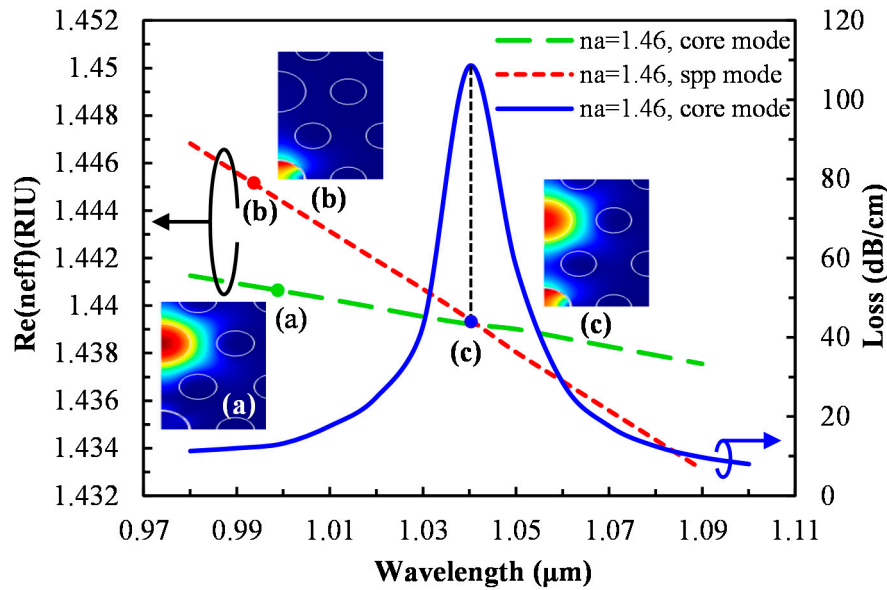 1.452
1.45
1.448
1.446
1.444
1.442
1.440
1.438
1.436
1.434
1.432
Re(neff)(RIU)
na=1.46, core mode
na=1.46, spp mode
na=1.46, core mode
(b)
(b)
(a)
(a)
(c)
(c)
120
100
80
60
40
20
0
Loss (dB/cm)
0.97
0.99
1.01
1.03
1.05
1.07
1.09
1.11
Wavelength (μm)